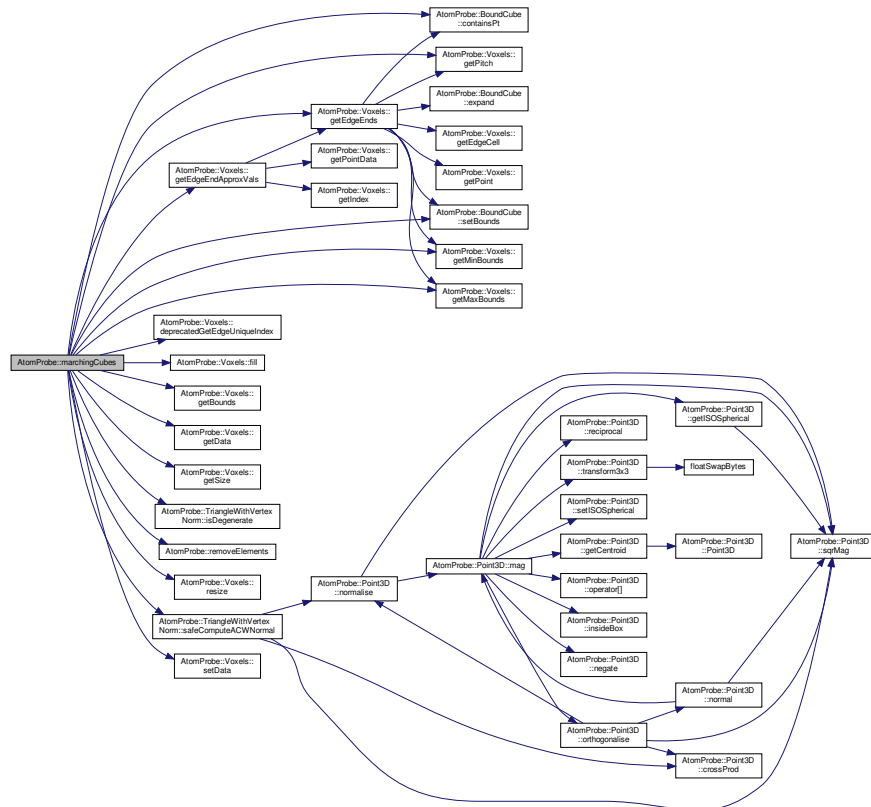 AtomProbe::BoundCube
::containsPt
AtomProbe::Voxels::
getPitch
AtomProbe::BoundCube
::expand
AtomProbe::Voxels::
getEdgeEnds
AtomProbe::Voxels::
getEdgeCell
AtomProbe::Voxels::
getPointData
AtomProbe::Voxels::
getEdgeEndApproxVals
AtomProbe::Voxels::
getPoint
AtomProbe::Voxels::
getIndex
AtomProbe::BoundCube
::setBounds
AtomProbe::Voxels::
getMinBounds
AtomProbe::Voxels::
getMaxBounds
AtomProbe::Voxels::
deprecatedGetEdgeUniqueIndex
AtomProbe::marchingCubes
AtomProbe::Voxels::fill
AtomProbe::Voxels::
getBounds
AtomProbe::Voxels::
getData
AtomProbe::Voxels::
getSize
AtomProbe::TriangleWithVertex
Norm::isDegenerate
AtomProbe::removeElements
AtomProbe::Voxels::
resize
AtomProbe::TriangleWithVertex
Norm::safeComputeACWNormal
AtomProbe::Voxels::
setData
AtomProbe::Point3D
::normalise
AtomProbe::Point3D::mag
AtomProbe::Point3D
::reciprocal
AtomProbe::Point3D
::transform3x3
AtomProbe::Point3D
::setISOSpherical
AtomProbe::Point3D
::getCentroid
AtomProbe::Point3D
::operator[]
AtomProbe::Point3D
::insideBox
AtomProbe::Point3D
::negate
AtomProbe::Point3D
::orthogonalise
AtomProbe::Point3D
::getISOSpherical
floatSwapBytes
AtomProbe::Point3D
::Point3D
AtomProbe::Point3D
::normal
AtomProbe::Point3D
::crossProd
AtomProbe::Point3D
::sqrMag